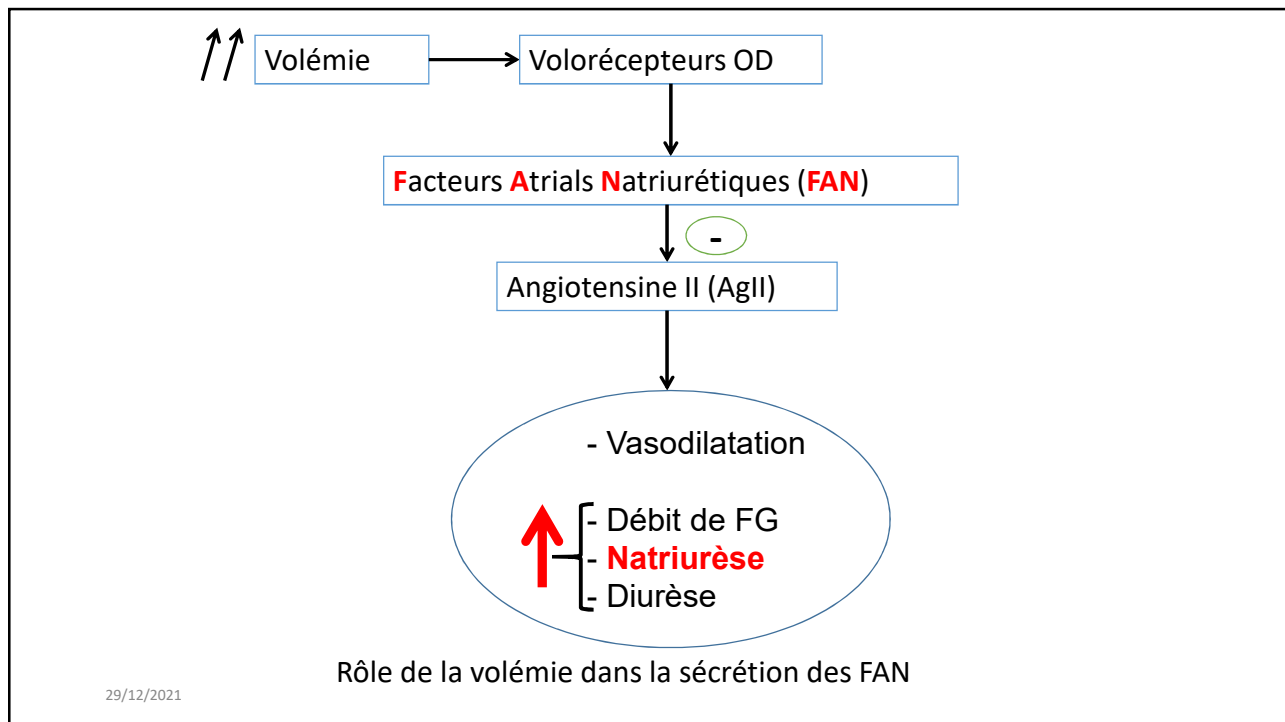 Volémie
Volorécepteurs OD
Facteurs Atrials Natriurétiques (FAN)
-
Angiotensine II (AgII)
- Vasodilatation
- Débit de FG
- Natriurèse
- Diurèse
Rôle de la volémie dans la sécrétion des FAN
29/12/2021